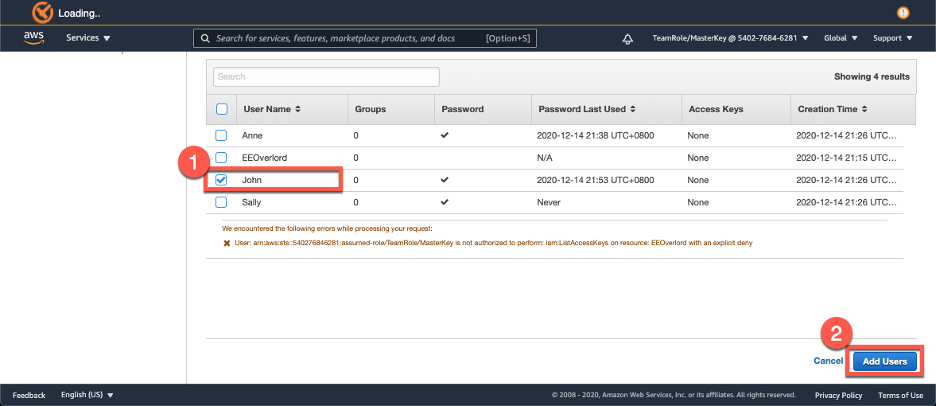 Loading..
aws Services Search for services, features, marketplace products, and docs [Option+S] TeamRole/MasterKey @ 5402-7684-6281 Global Support
Search Showing 4 results
User Name Groups Password Password Last Used Access Keys Creation Time
Anne 0 2020-12-14 21:38 UTC+0800 None 2020-12-14 21:26 UTC...
EEOverlord 0 N/A None 2020-12-14 21:15 UTC...
1
John 0 2020-12-14 21:53 UTC+0800 None 2020-12-14 21:26 UTC...
Sally 0 Never None 2020-12-14 21:26 UTC...
We encountered the following errors while processing your request:
User: arn:aws:sts::540276846281:assumed-role/TeamRole/MasterKey is not authorized to perform: iam:ListAccessKeys on resource: EEOverlord with an explicit deny
2
Cancel Add Users
Feedback English (US) © 2008 - 2020, Amazon Web Services, Inc. or its affiliates. All rights reserved. Privacy Policy Terms of Use